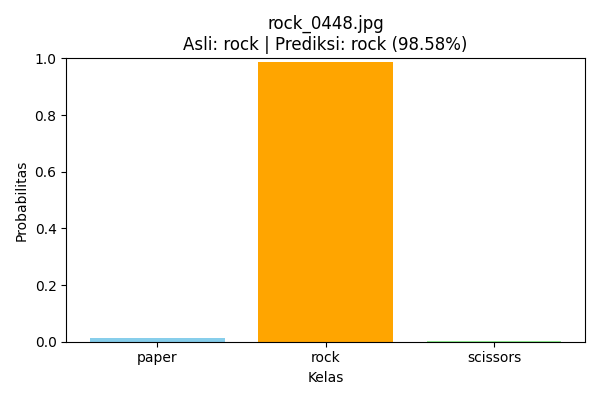 rock_0448.jpg
Asli: rock | Prediksi: rock (98.58%)
1.0
0.8
0.6
0.4
0.2
0.0
Probabilitas
paper rock scissors
Kelas